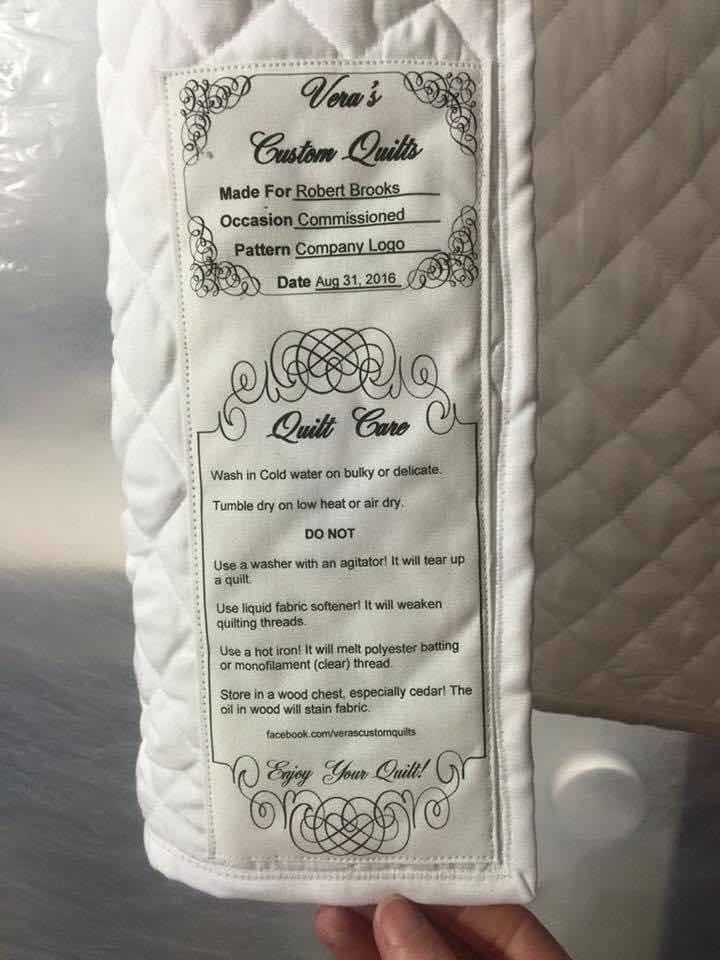 Vera's
Custom Quilts
Made For Robert Brooks
Occasion Commissioned
Pattern Company Logo
Date Aug 31, 2016
Quilt Care
Wash in Cold water on bulky or delicate.
Tumble dry on low heat or air dry.
DO NOT
Use a washer with an agitator! It will tear up
a quilt.
Use liquid fabric softener! It will weaken
quilting threads.
Use a hot iron! It will melt polyester batting
or monofilament (clear) thread.
Store in a wood chest, especially cedar! The
oil in wood will stain fabric.
facebook.com/verascustomquilts
Enjoy Your Quilt!